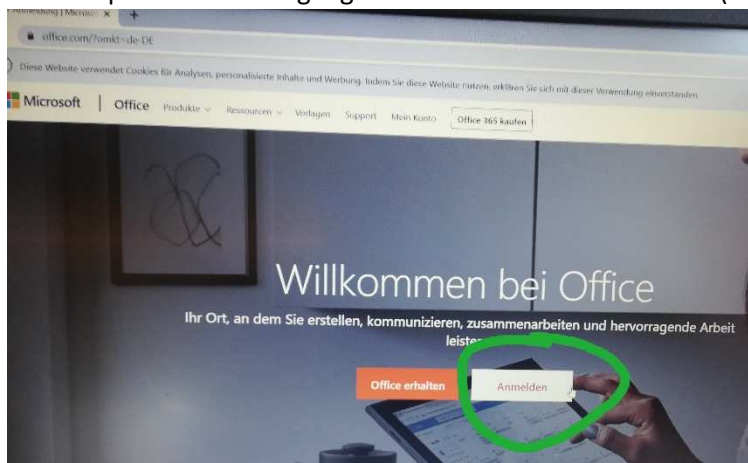 Anmeldung | Microso
office.com/?omkt=de-DE
Diese Website verwendet Cookies für Analysen, personalisierte Inhalte und Werbung. Indem Sie diese Website nutzen, erklären Sie sich mit dieser Verwendung einverstanden
Microsoft | Office Produkte Ressourcen Vorlagen Support Mein Konto Office 365 kaufen
Willkommen bei Office
Ihr Ort, an dem Sie erstellen, kommunizieren, zusammenarbeiten und hervorragende Arbeit
Office erhalten Anmelden